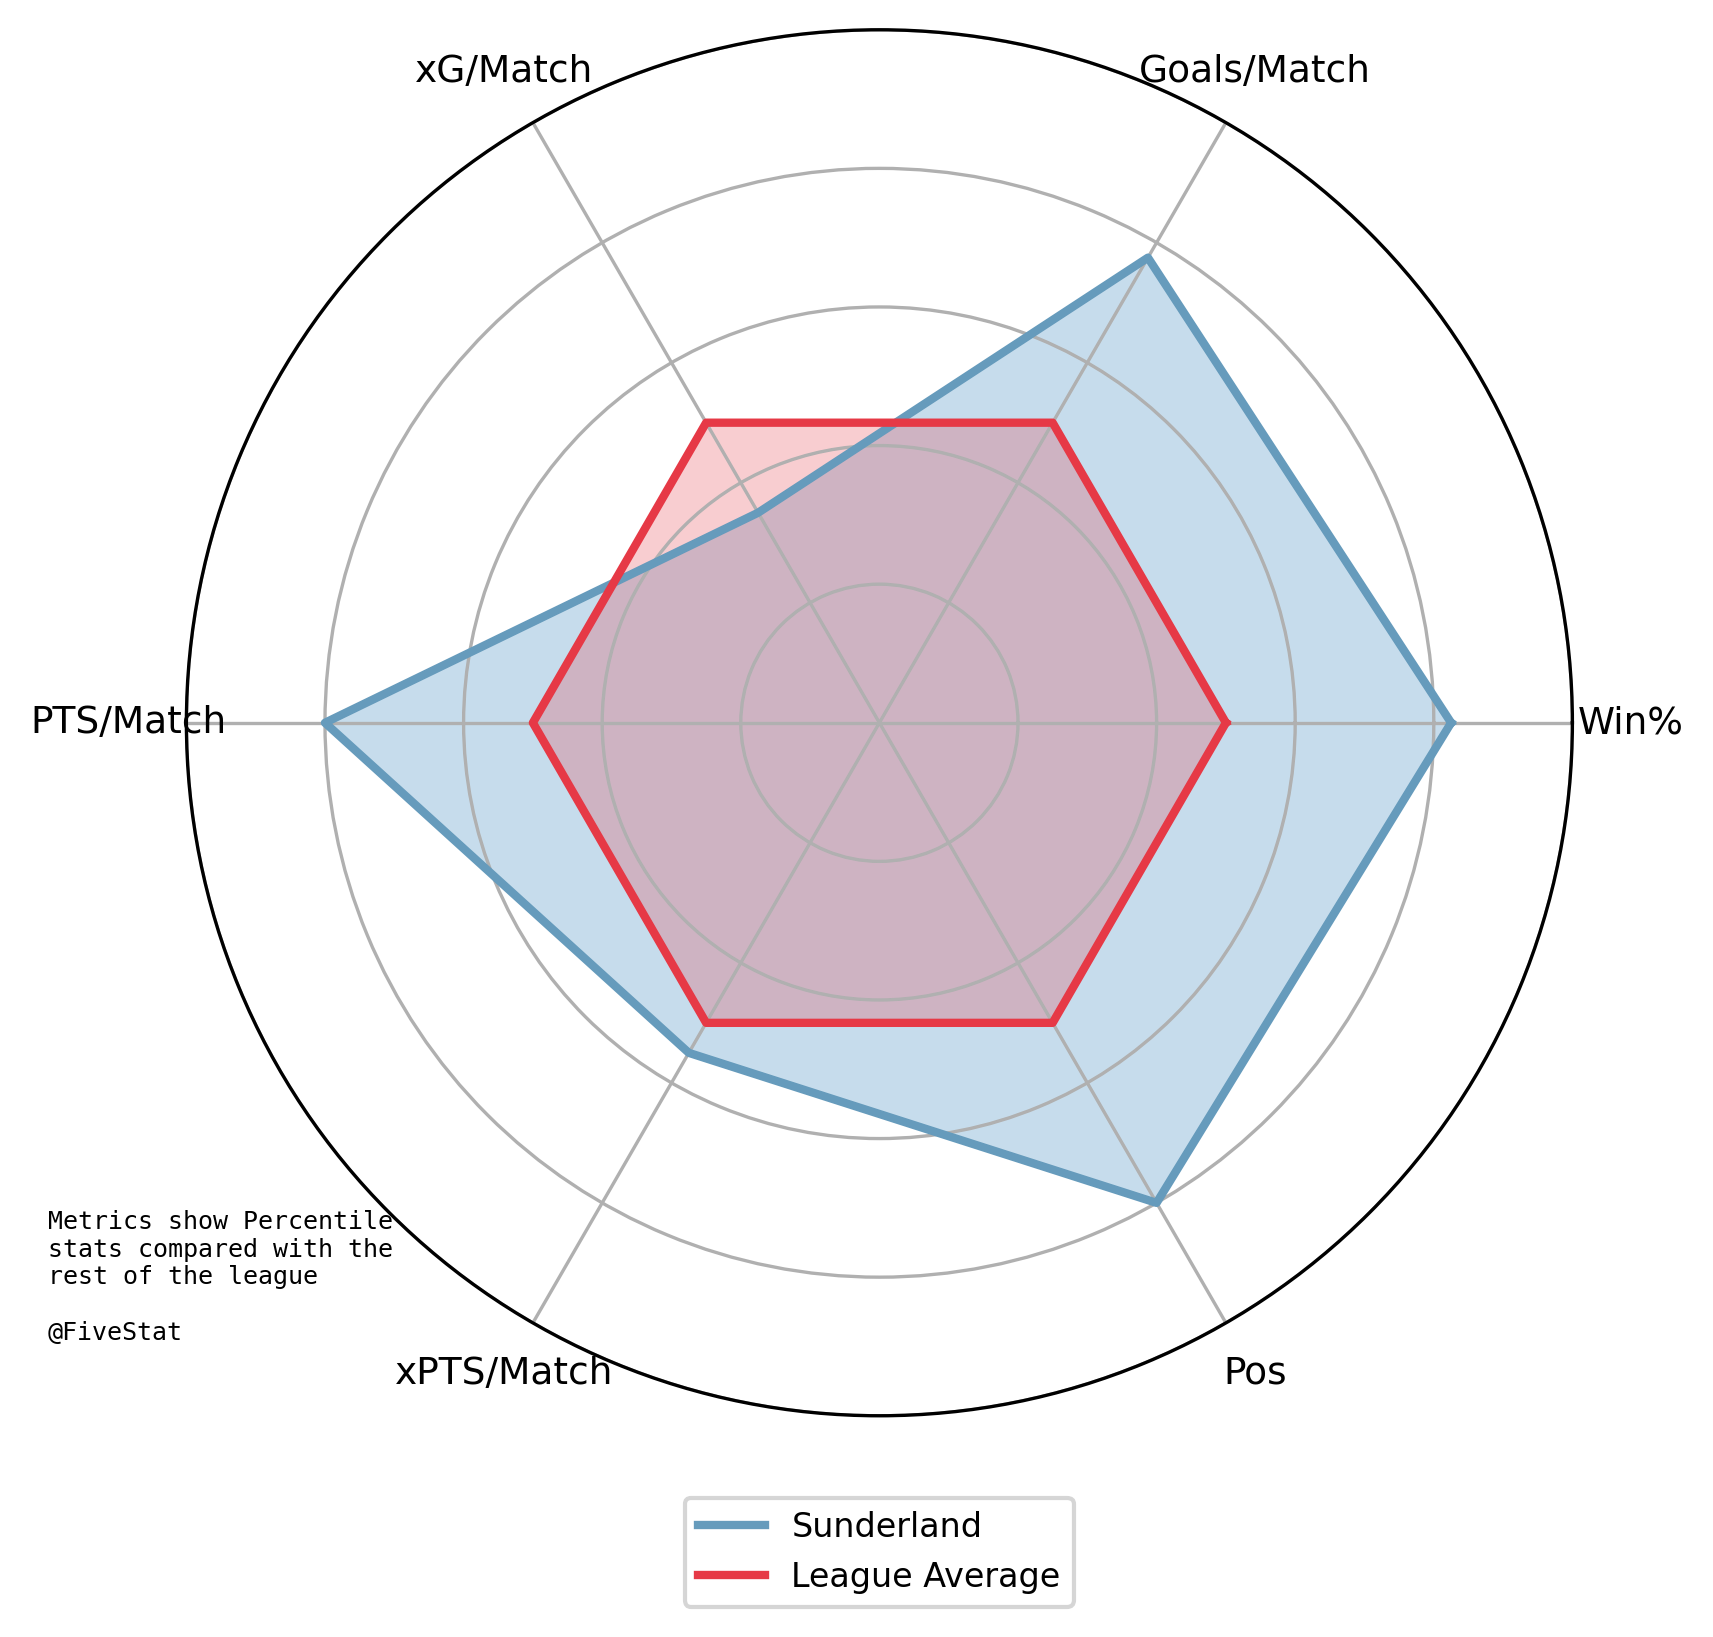 xG/Match
Goals/Match
PTS/Match
Win%
Metrics show Percentile
stats compared with the
rest of the league
@FiveStat
xPTS/Match
Pos
Sunderland
League Average